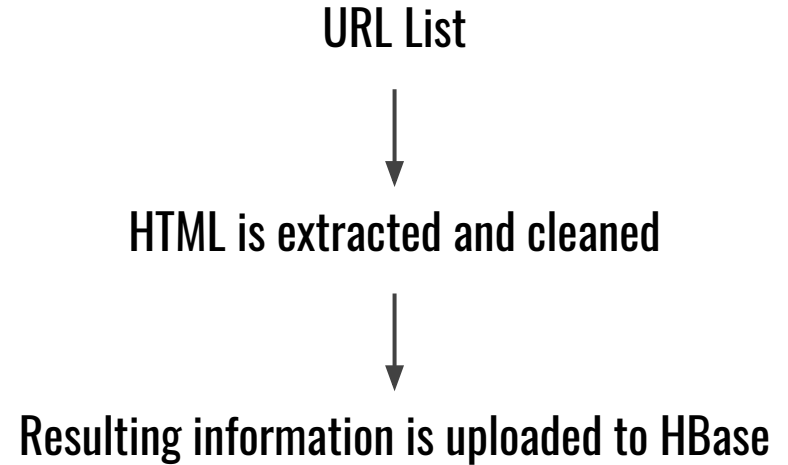 URL List
HTML is extracted and cleaned
Resulting information is uploaded to HBase